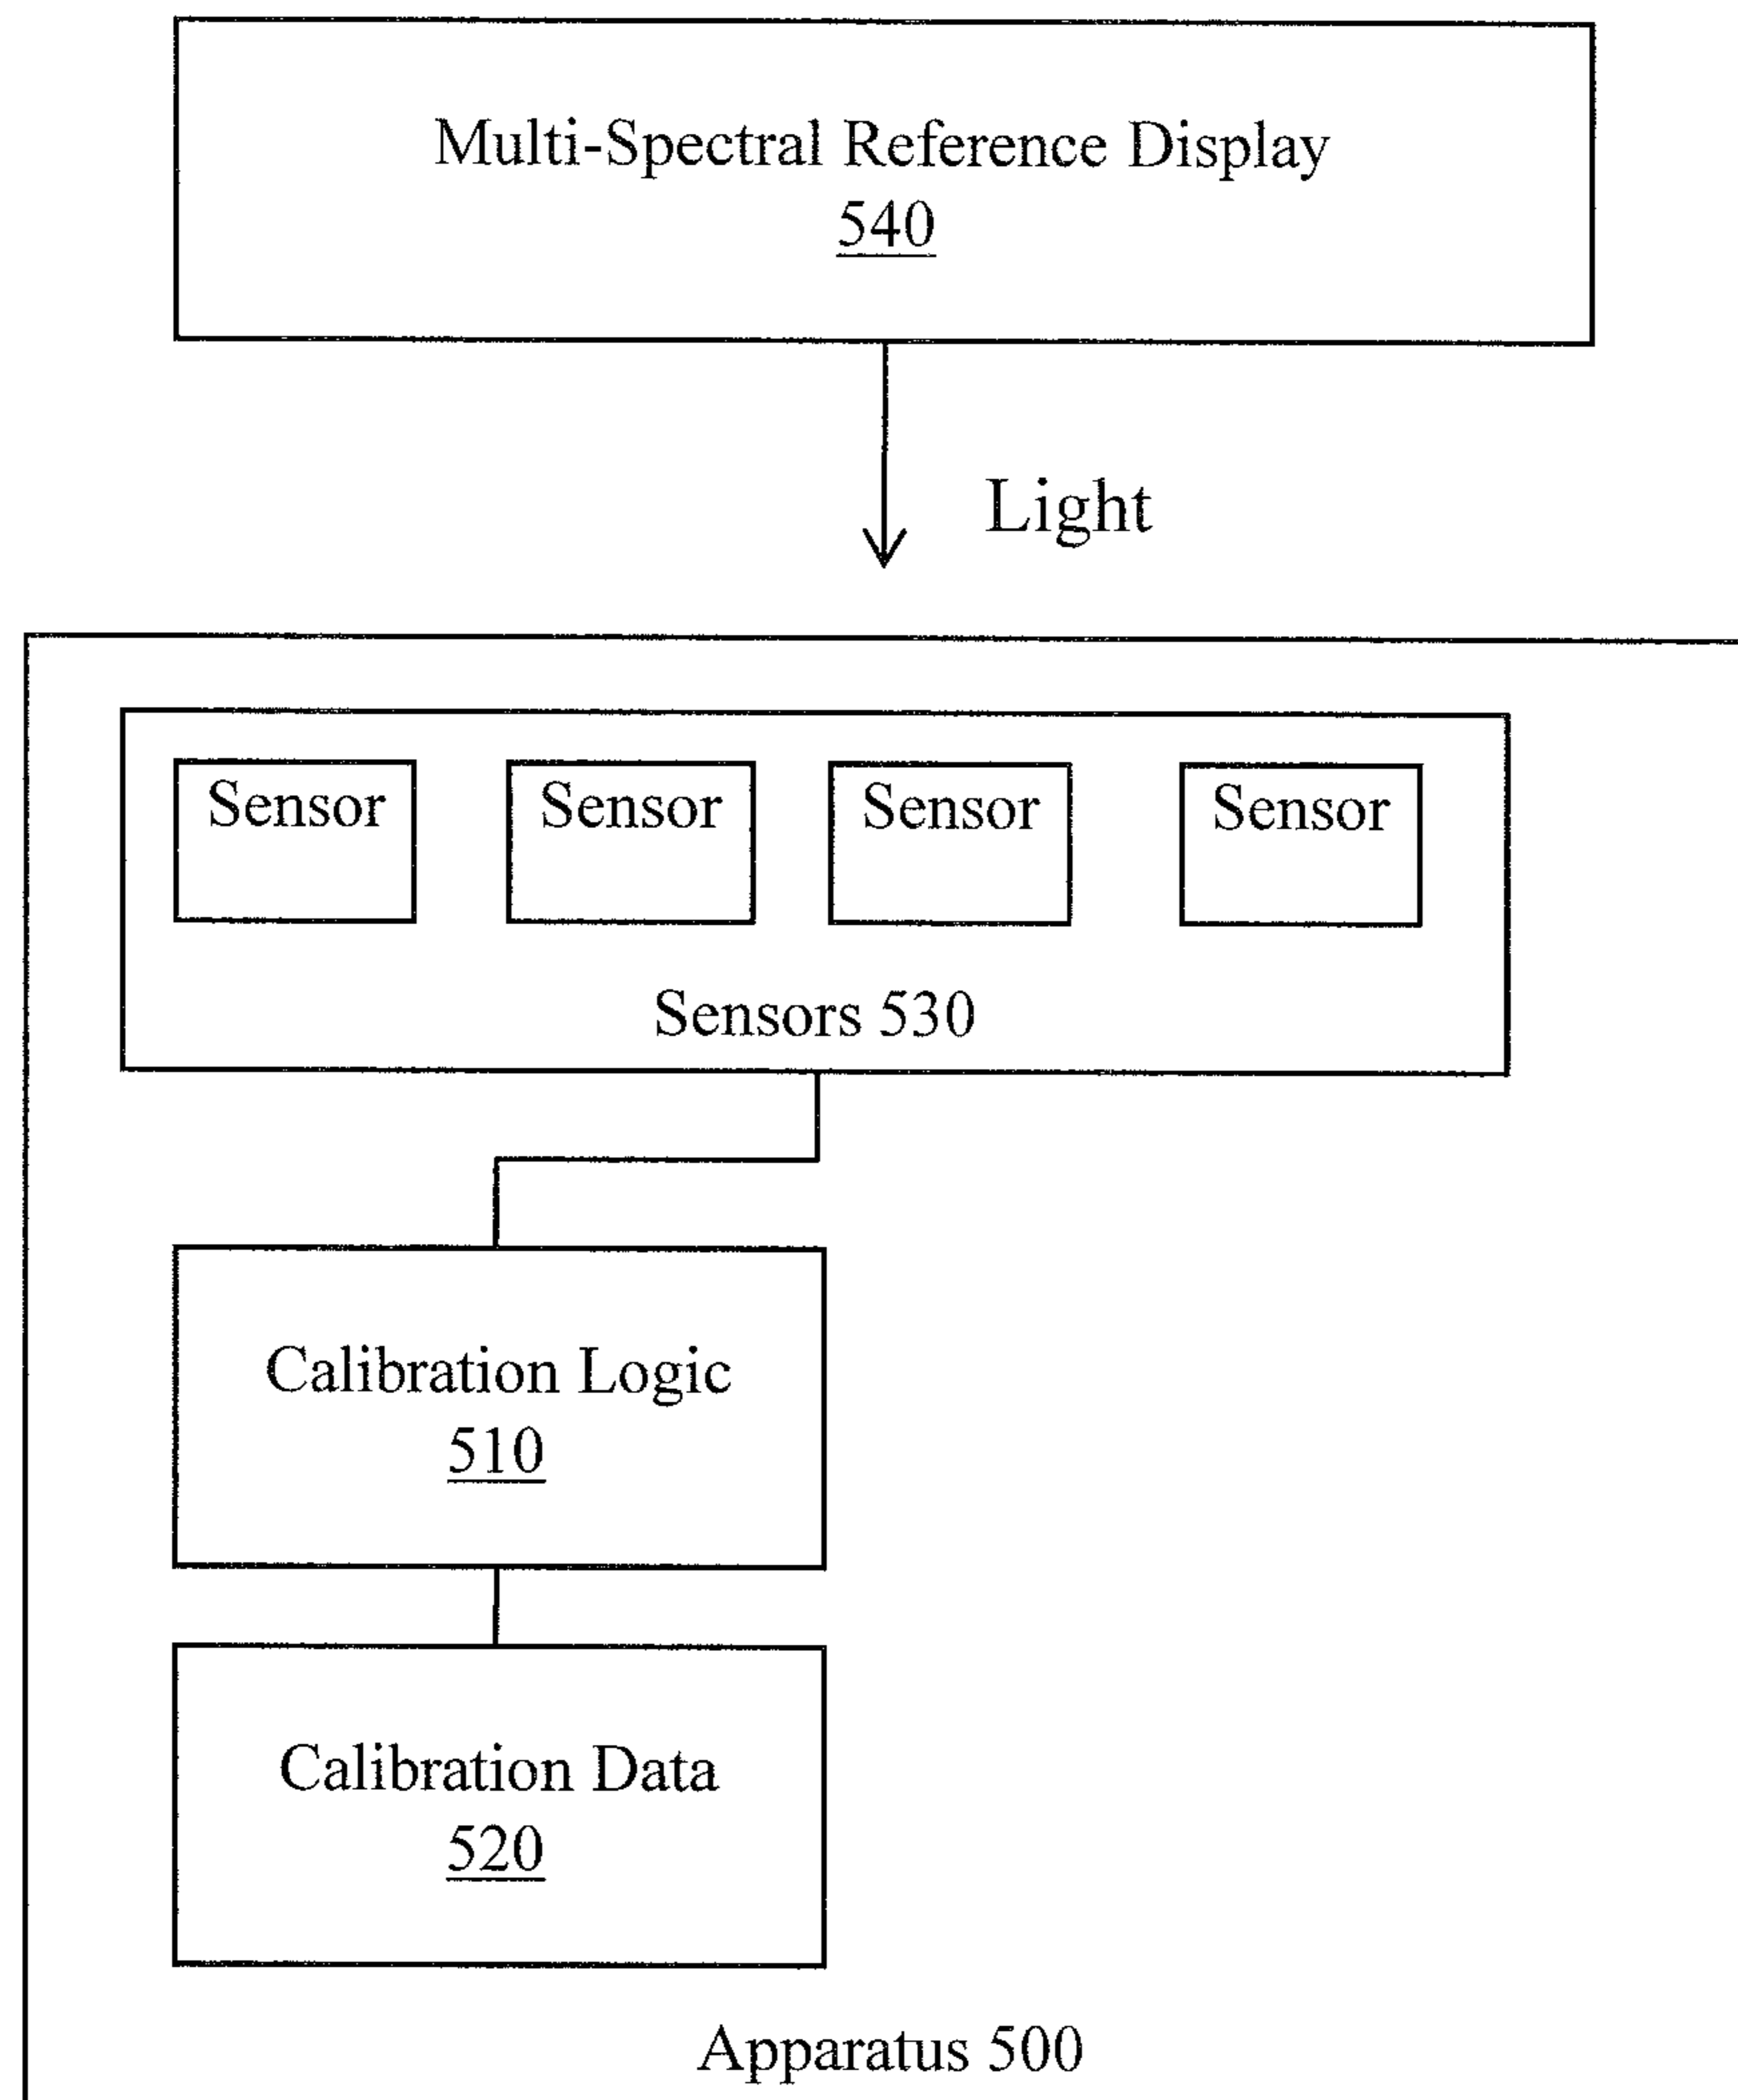 Multi-Spectral Reference Display
540
Light
Sensor Sensor Sensor Sensor
Sensors 530
Calibration Logic
510
Calibration Data
520
Apparatus 500